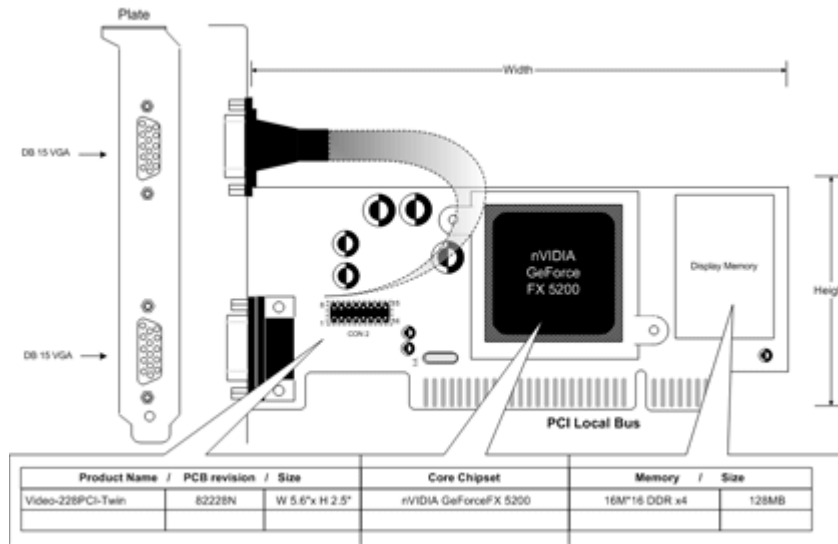 Plate
Width
DB 15 VGA
nVIDIA
GeForce
FX 5200
Display Memory
Heigh
CON 2
DB 15 VGA
PCI Local Bus
Product Name / PCB revision / Size
Core Chipset
Memory / Size
Video-228PCI-Twin
82228N
W 5.6"x H 2.5"
nVIDIA GeForceFX 5200
16M*16 DDR x4
128MB